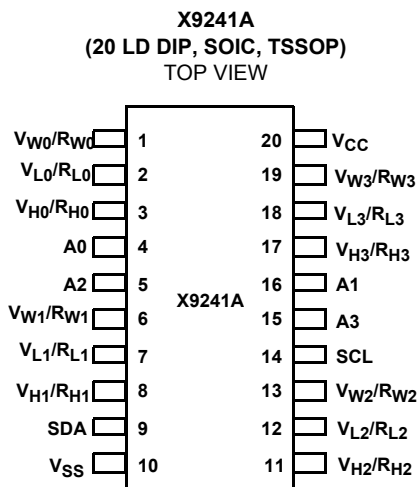 X9241A
(20 LD DIP, SOIC, TSSOP)
TOP VIEW
VW0/RW0 1 20 VCC
VL0/RL0 2 19 VW3/RW3
VH0/RH0 3 18 VL3/RL3
A0 4 17 VH3/RH3
A2 5 16 A1
X9241A
VW1/RW1 6 15 A3
VL1/RL1 7 14 SCL
VH1/RH1 8 13 VW2/RW2
SDA 9 12 VL2/RL2
VSS 10 11 VH2/RH2